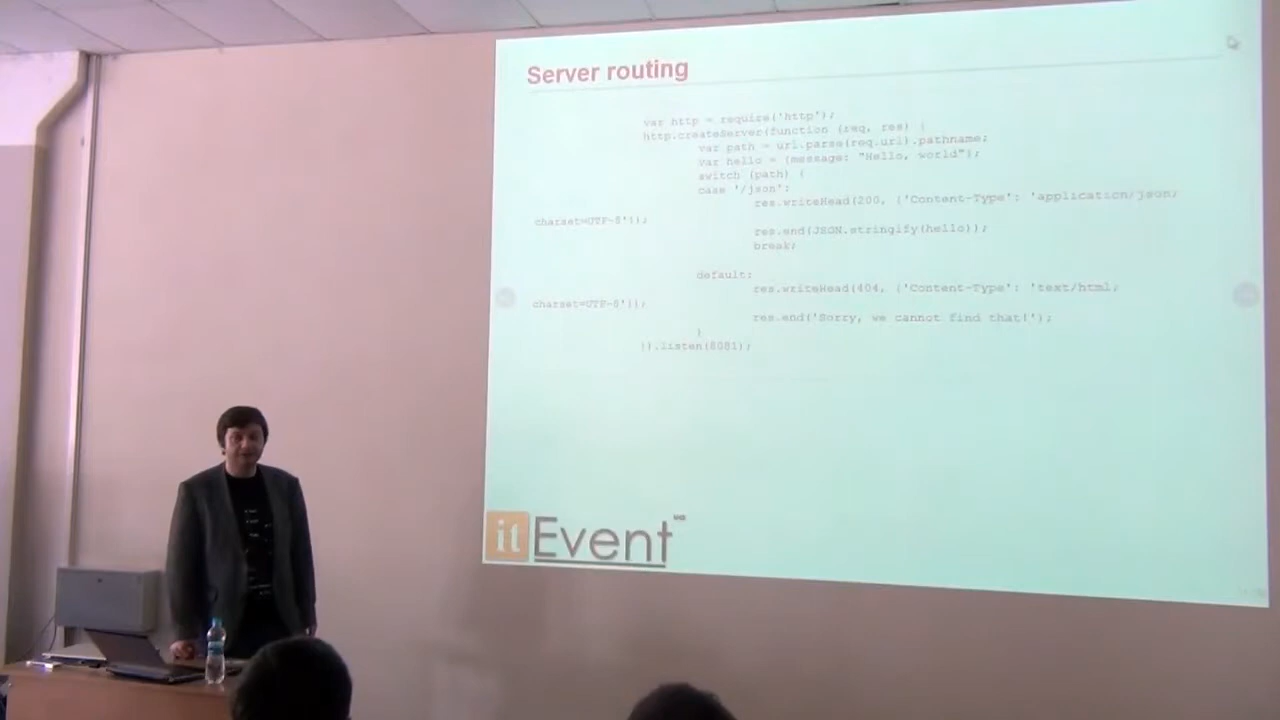 Server routing
var http = require('http');
http.createServer(function (req, res) {
var path = url.parse(req.url).pathname;
var hello = {message: "Hello, world"};
switch (path) {
case '/json':
res.writeHead(200, {'Content-Type': 'application/json;
charset=UTF-8'});
res.end(JSON.stringify(hello));
break;
default:
res.writeHead(404, {'Content-Type': 'text/html;
charset=UTF-8'});
res.end('Sorry, we cannot find that!');
}
}).listen(8081);
it Event ua